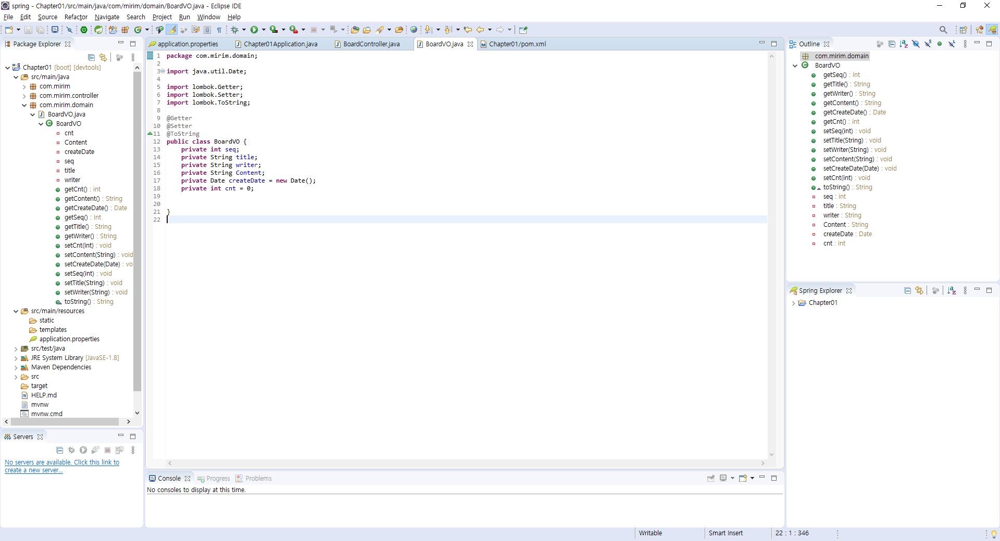 spring - Chapter01/src/main/java/com/mirim/domain/BoardVO.java - Eclipse IDE
File Edit Source Refactor Navigate Search Project Run Window Help
Package Explorer
Chapter01 [boot] [devtools]
src/main/java
com.mirim
com.mirim.controller
com.mirim.domain
BoardVO.java
BoardVO
cnt
Content
createDate
seq
title
writer
getCnt() : int
getContent() : String
getCreateDate() : Date
getSeq() : int
getTitle() : String
getWriter() : String
setCnt(int) : void
setContent(String) : void
setCreateDate(Date) : vo
setSeq(int) : void
setTitle(String) : void
setWriter(String) : void
toString() : String
src/main/resources
static
templates
application.properties
src/test/java
JRE System Library [JavaSE-1.8]
Maven Dependencies
src
target
HELP.md
mvnw
mvnw.cmd
Servers
No servers are available. Click this link to
create a new server...
application.properties Chapter01Application.java BoardController.java BoardVO.java Chapter01/pom.xml
1 package com.mirim.domain;
2
3 import java.util.Date;
4
5 import lombok.Getter;
6 import lombok.Setter;
7 import lombok.ToString;
8
9 @Getter
10 @Setter
11 @ToString
12 public class BoardVO {
13 private int seq;
14 private String title;
15 private String writer;
16 private String Content;
17 private Date createDate = new Date();
18 private int cnt = 0;
19
20
21 }
22
Console Progress Problems
No consoles to display at this time.
Outline
com.mirim.domain
BoardVO
getSeq() : int
getTitle() : String
getWriter() : String
getContent() : String
getCreateDate() : Date
getCnt() : int
setSeq(int) : void
setTitle(String) : void
setWriter(String) : void
setContent(String) : void
setCreateDate(Date) : void
setCnt(int) : void
toString() : String
seq : int
title : String
writer : String
Content : String
createDate : Date
cnt : int
Spring Explorer
Chapter01
Writable Smart Insert 22 : 1 : 346